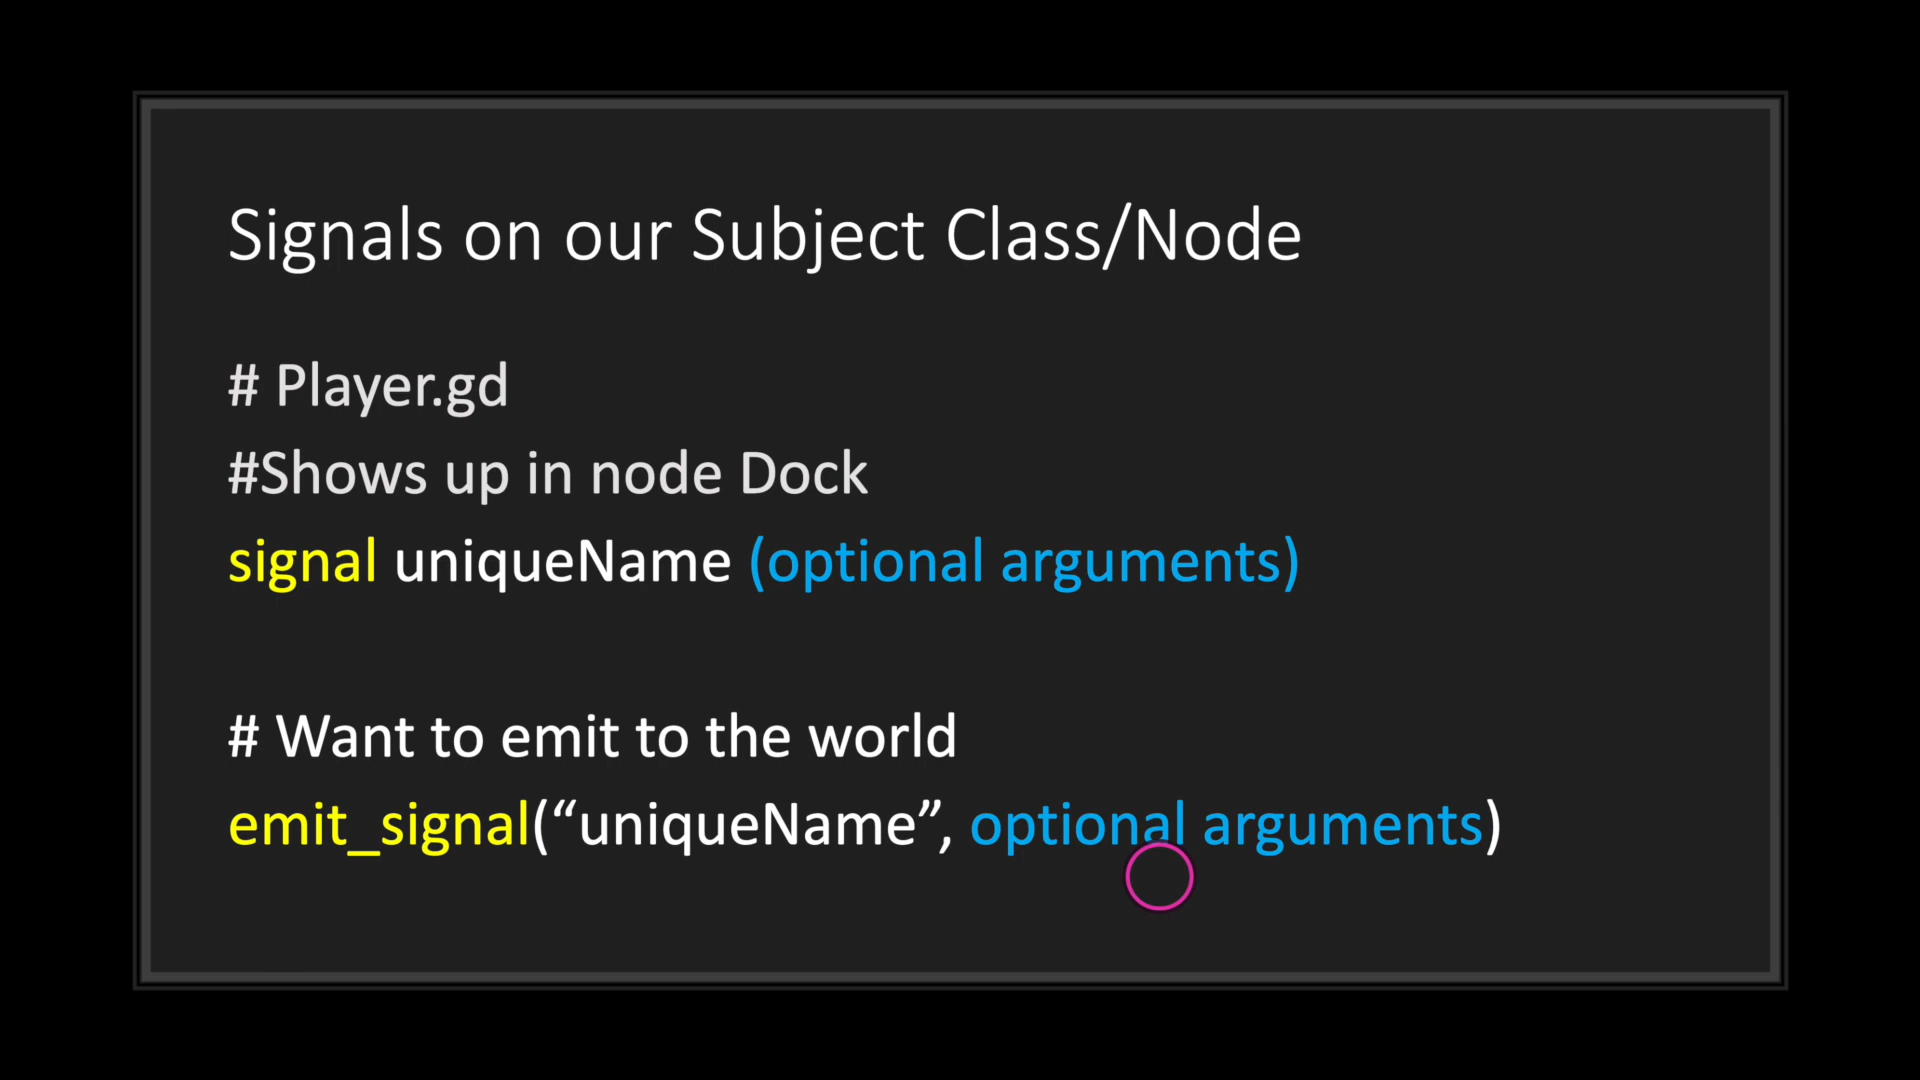 Signals on our Subject Class/Node
# Player.gd
#Shows up in node Dock
signal uniqueName (optional arguments)
# Want to emit to the world
emit_signal(“uniqueName”, optional arguments)